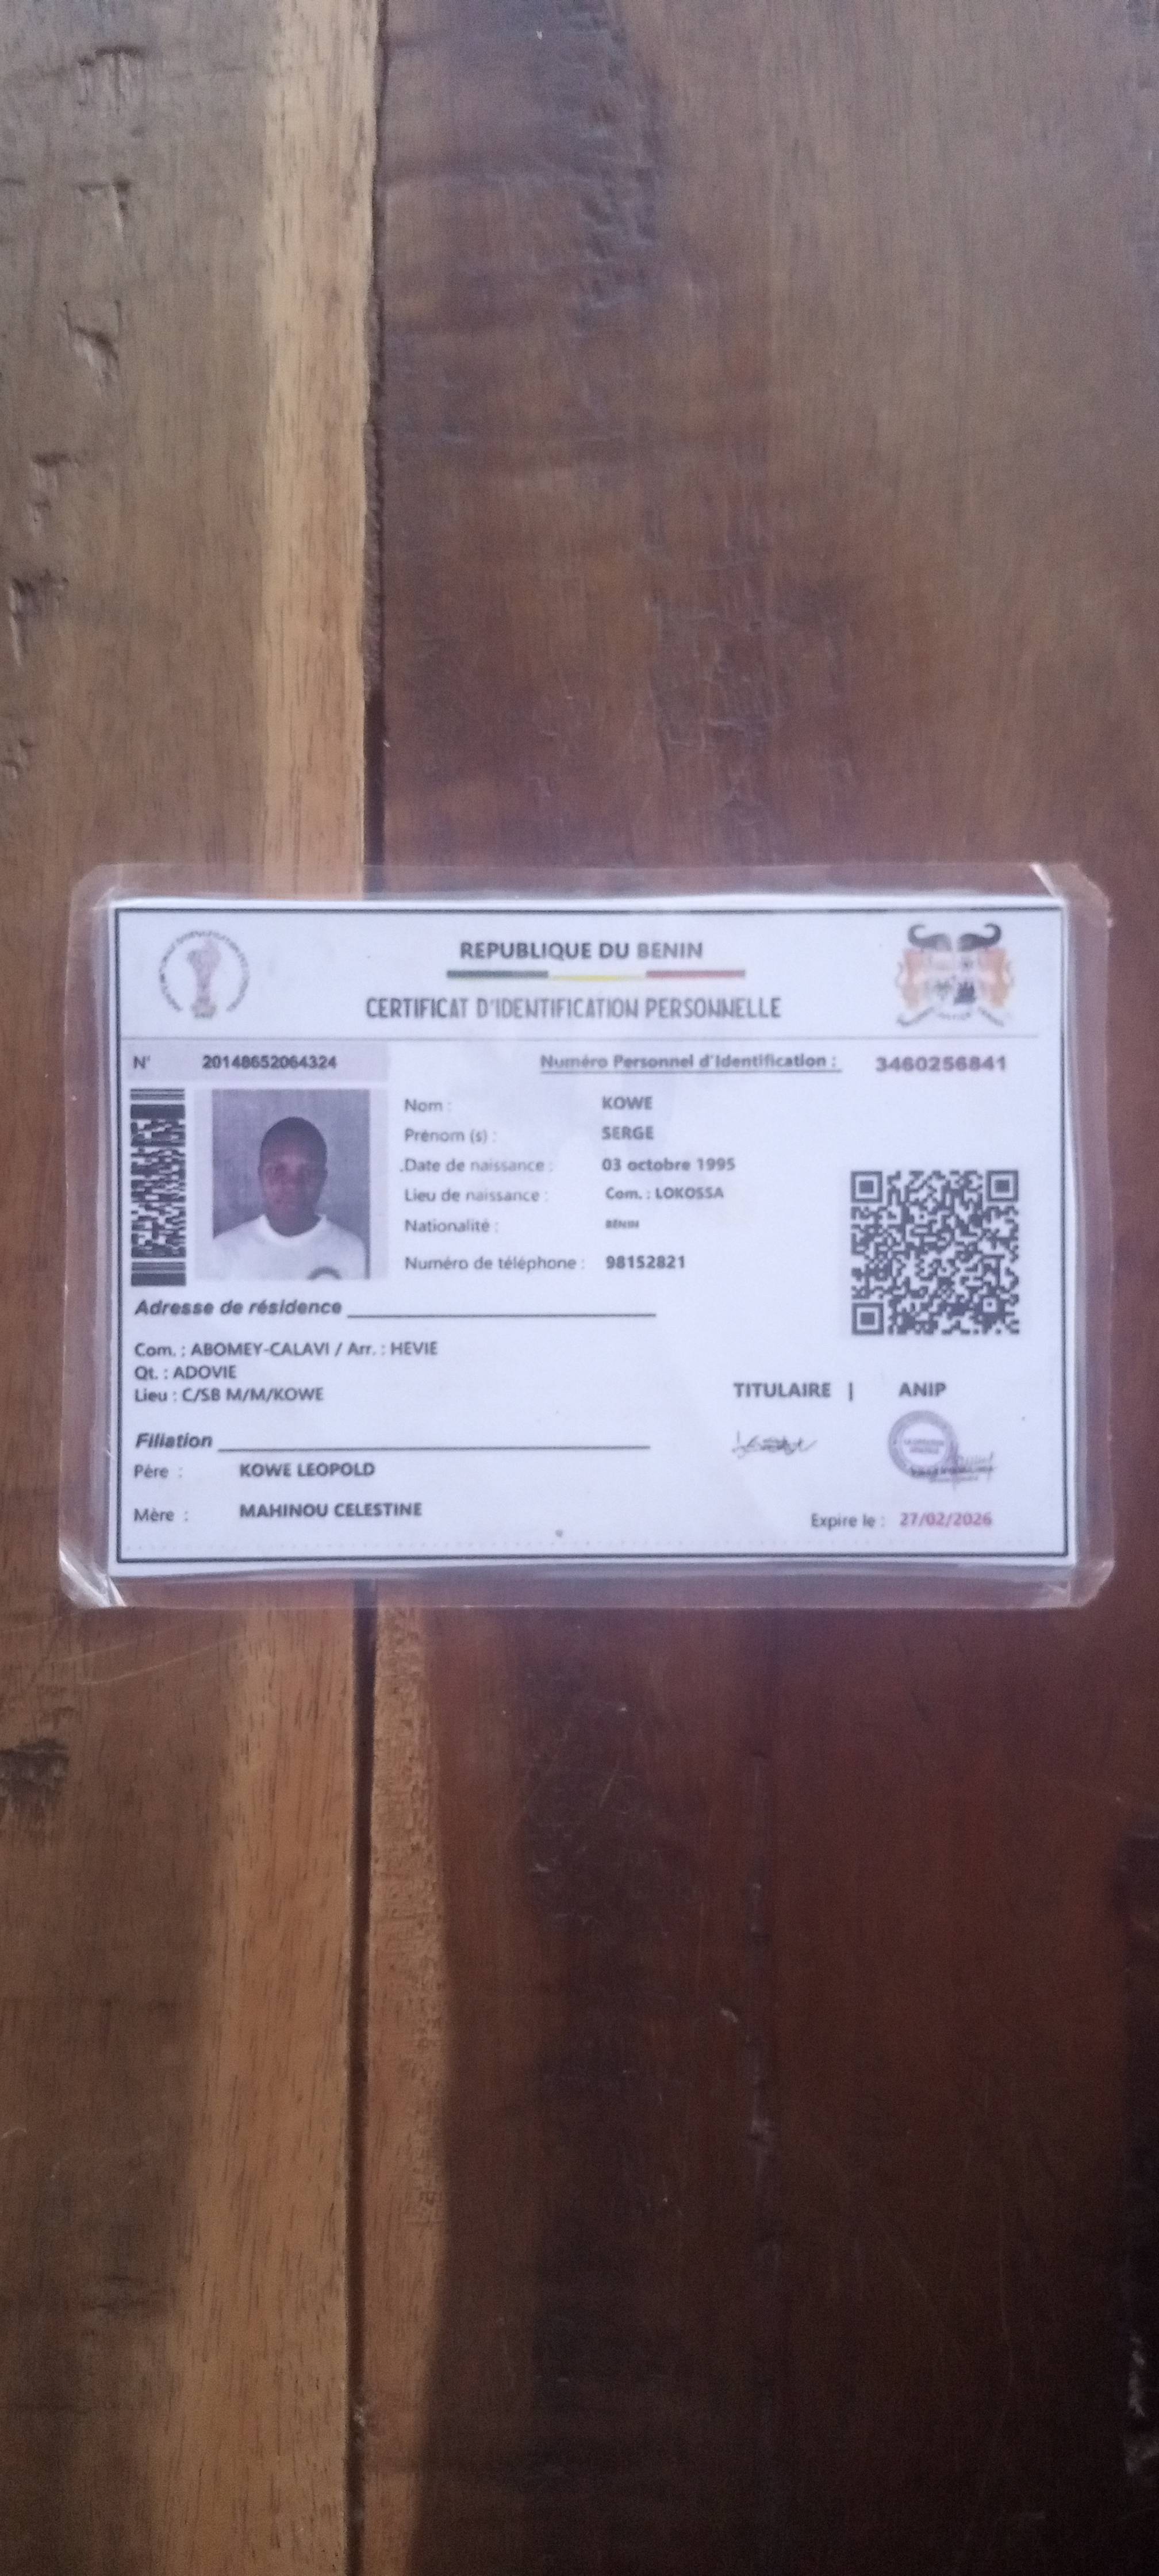 REPUBLIQUE DU BENIN
CERTIFICAT D'IDENTIFICATION PERSONNELLE
N° 20148652064324 Numéro Personnel d'Identification : 3460256841
Nom : KOWE
Prénom (s) : SERGE
Date de naissance : 03 octobre 1995
Lieu de naissance : Com. : LOKOSSA
Nationalité : BENIN
Numéro de téléphone : 98152821
Adresse de résidence
Com. : ABOMEY-CALAVI / Arr. : HEVIE
Qt. : ADOVIE
Lieu : C/SB M/M/KOWE
TITULAIRE | ANIP
Filiation
Père : KOWE LEOPOLD
Mère : MAHINOU CELESTINE
Expire le : 27/02/2026